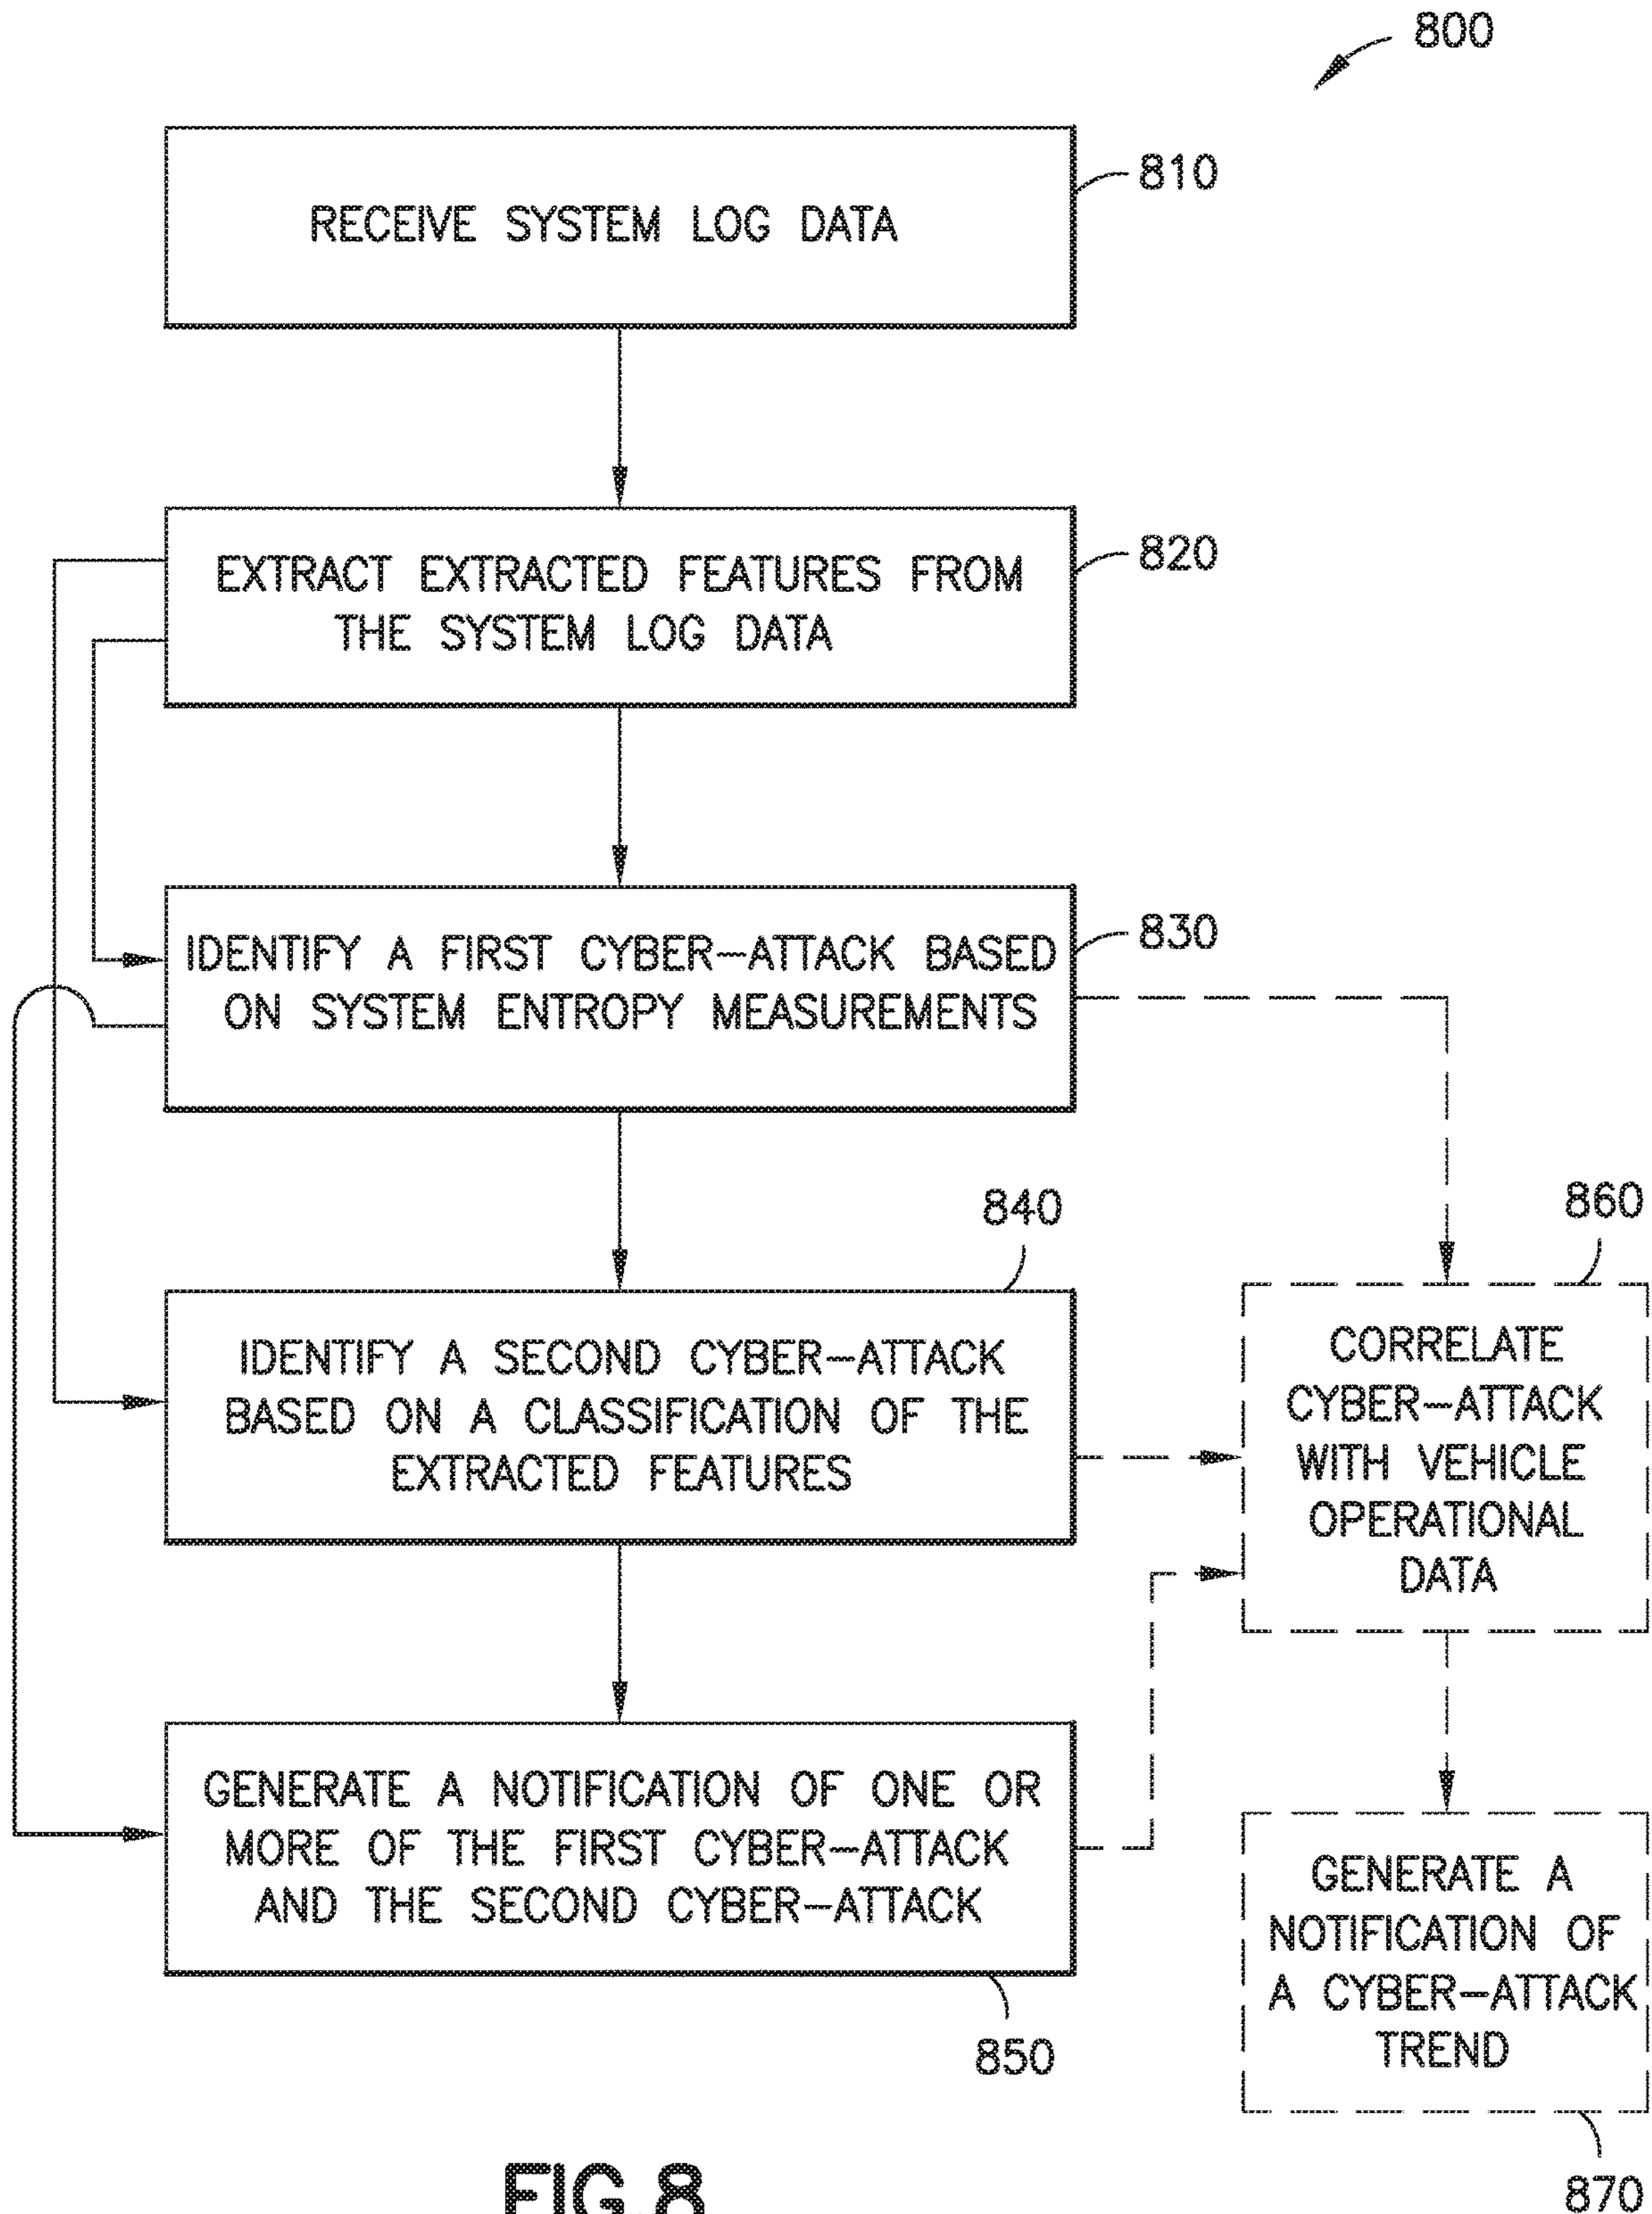 800
810
RECEIVE SYSTEM LOG DATA
820
EXTRACT EXTRACTED FEATURES FROM
THE SYSTEM LOG DATA
830
IDENTIFY A FIRST CYBER-ATTACK BASED
ON SYSTEM ENTROPY MEASUREMENTS
840
IDENTIFY A SECOND CYBER-ATTACK
BASED ON A CLASSIFICATION OF THE
EXTRACTED FEATURES
860
CORRELATE
CYBER-ATTACK
WITH VEHICLE
OPERATIONAL
DATA
GENERATE A NOTIFICATION OF ONE OR
MORE OF THE FIRST CYBER-ATTACK
AND THE SECOND CYBER-ATTACK
850
GENERATE A
NOTIFICATION OF
A CYBER-ATTACK
TREND
870
FIG.8